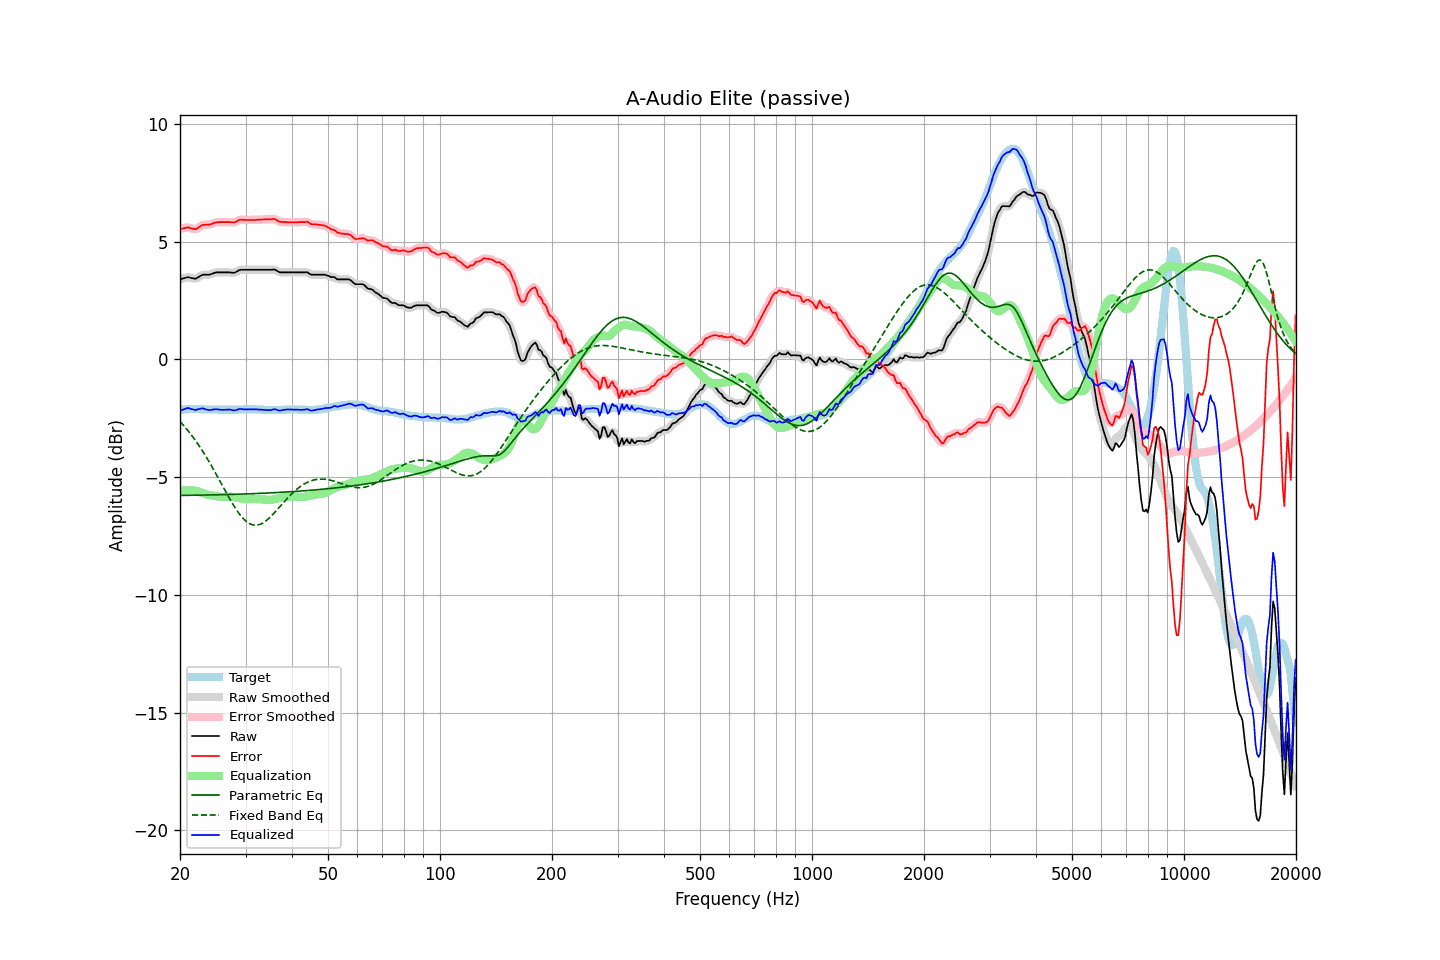 A-Audio Elite (passive)
Amplitude (dBr)
10
5
0
−5
−10
−15
−20
Target
Raw Smoothed
Error Smoothed
Raw
Error
Equalization
Parametric Eq
Fixed Band Eq
Equalized
20 50 100 200 500 1000 2000 5000 10000 20000
Frequency (Hz)